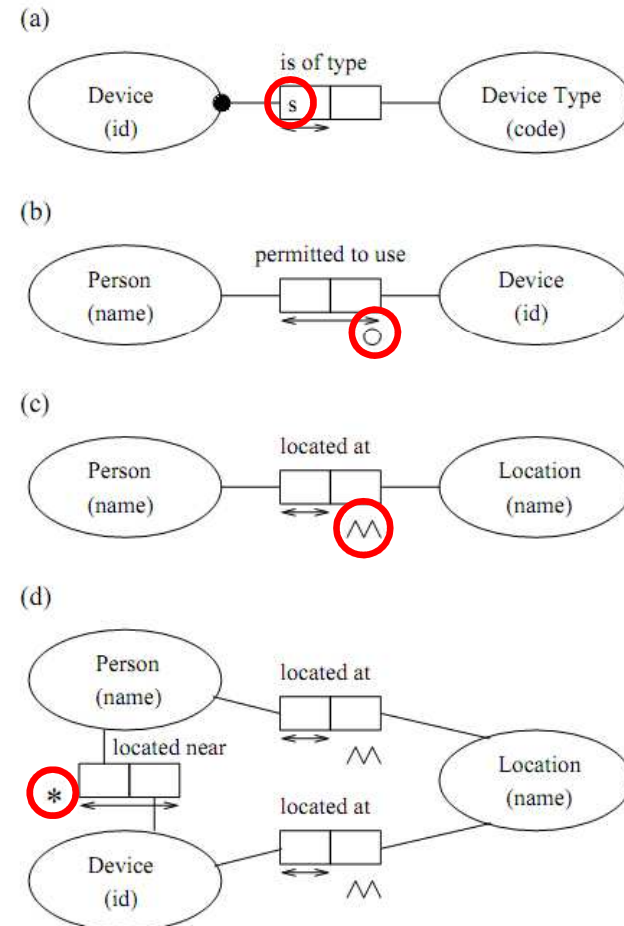 (a)
is of type
Device
(id)
s
Device Type
(code)
(b)
permitted to use
Person
(name)
Device
(id)
(c)
located at
Person
(name)
Location
(name)
(d)
Person
(name)
located at
located near
*
Location
(name)
located at
Device
(id)